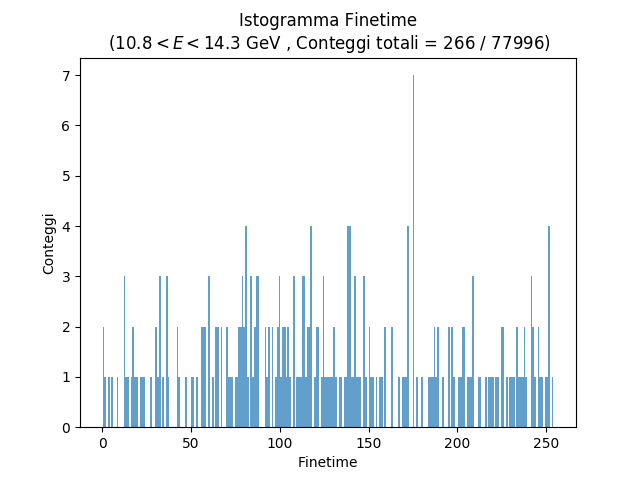 Istogramma Finetime
(10.8 < E < 14.3 GeV , Conteggi totali = 266 / 77996)
7
6
5
4
3
2
1
0
Conteggi
0 50 100 150 200 250
Finetime